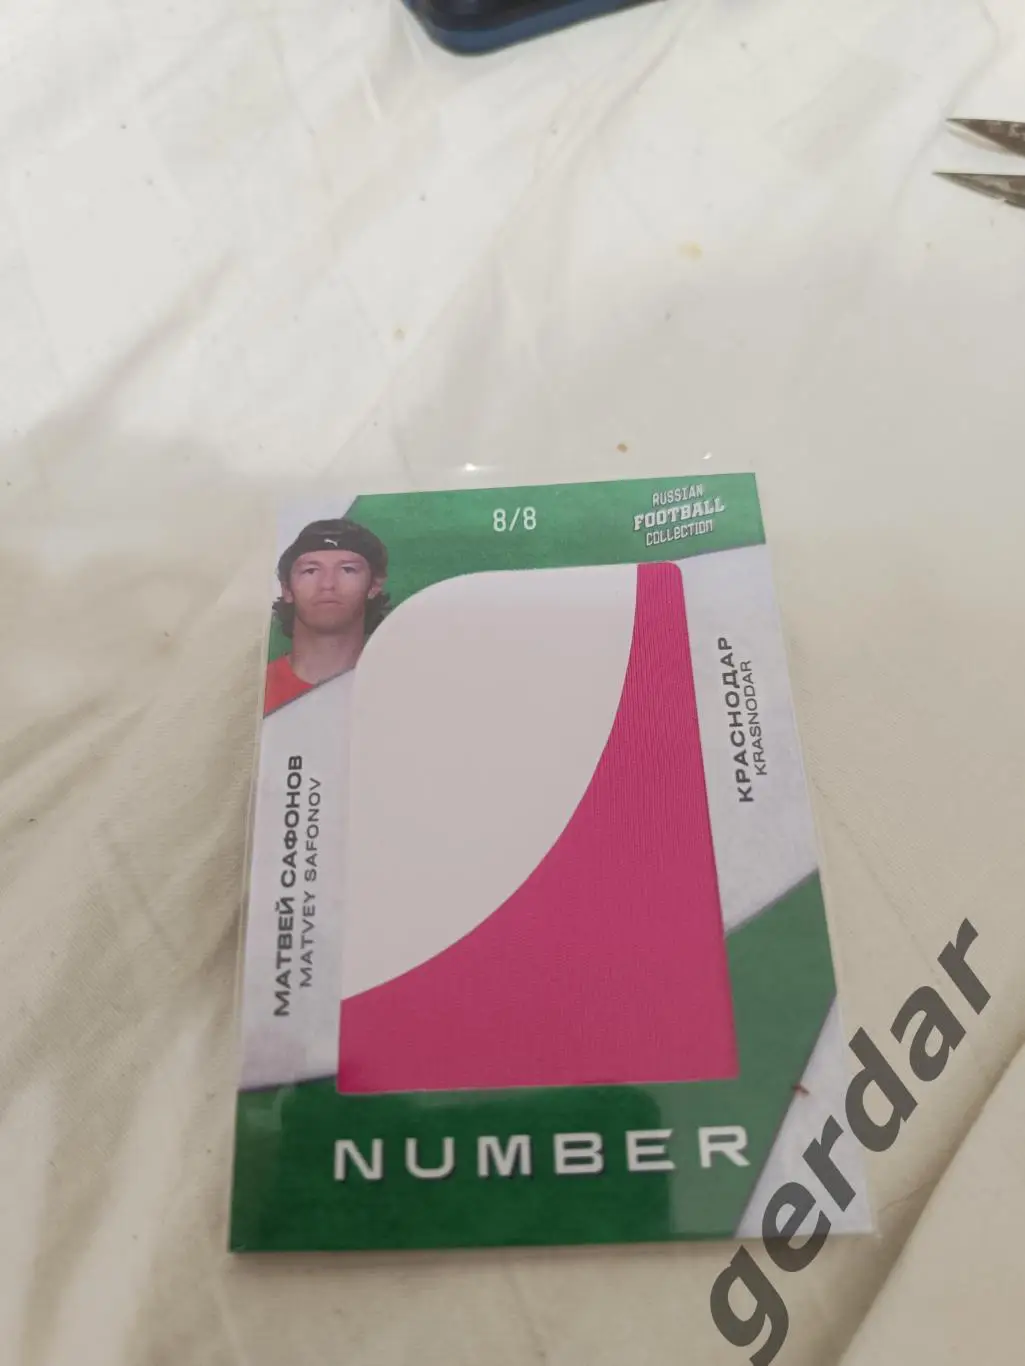 8/8
RUSSIAN
FOOTBALL
COLLECTION
МАТВЕЙ САФОНОВ
MATVEY SAFONOV
КРАСНОДАР
KRASNODAR
NUMBER
gerdar